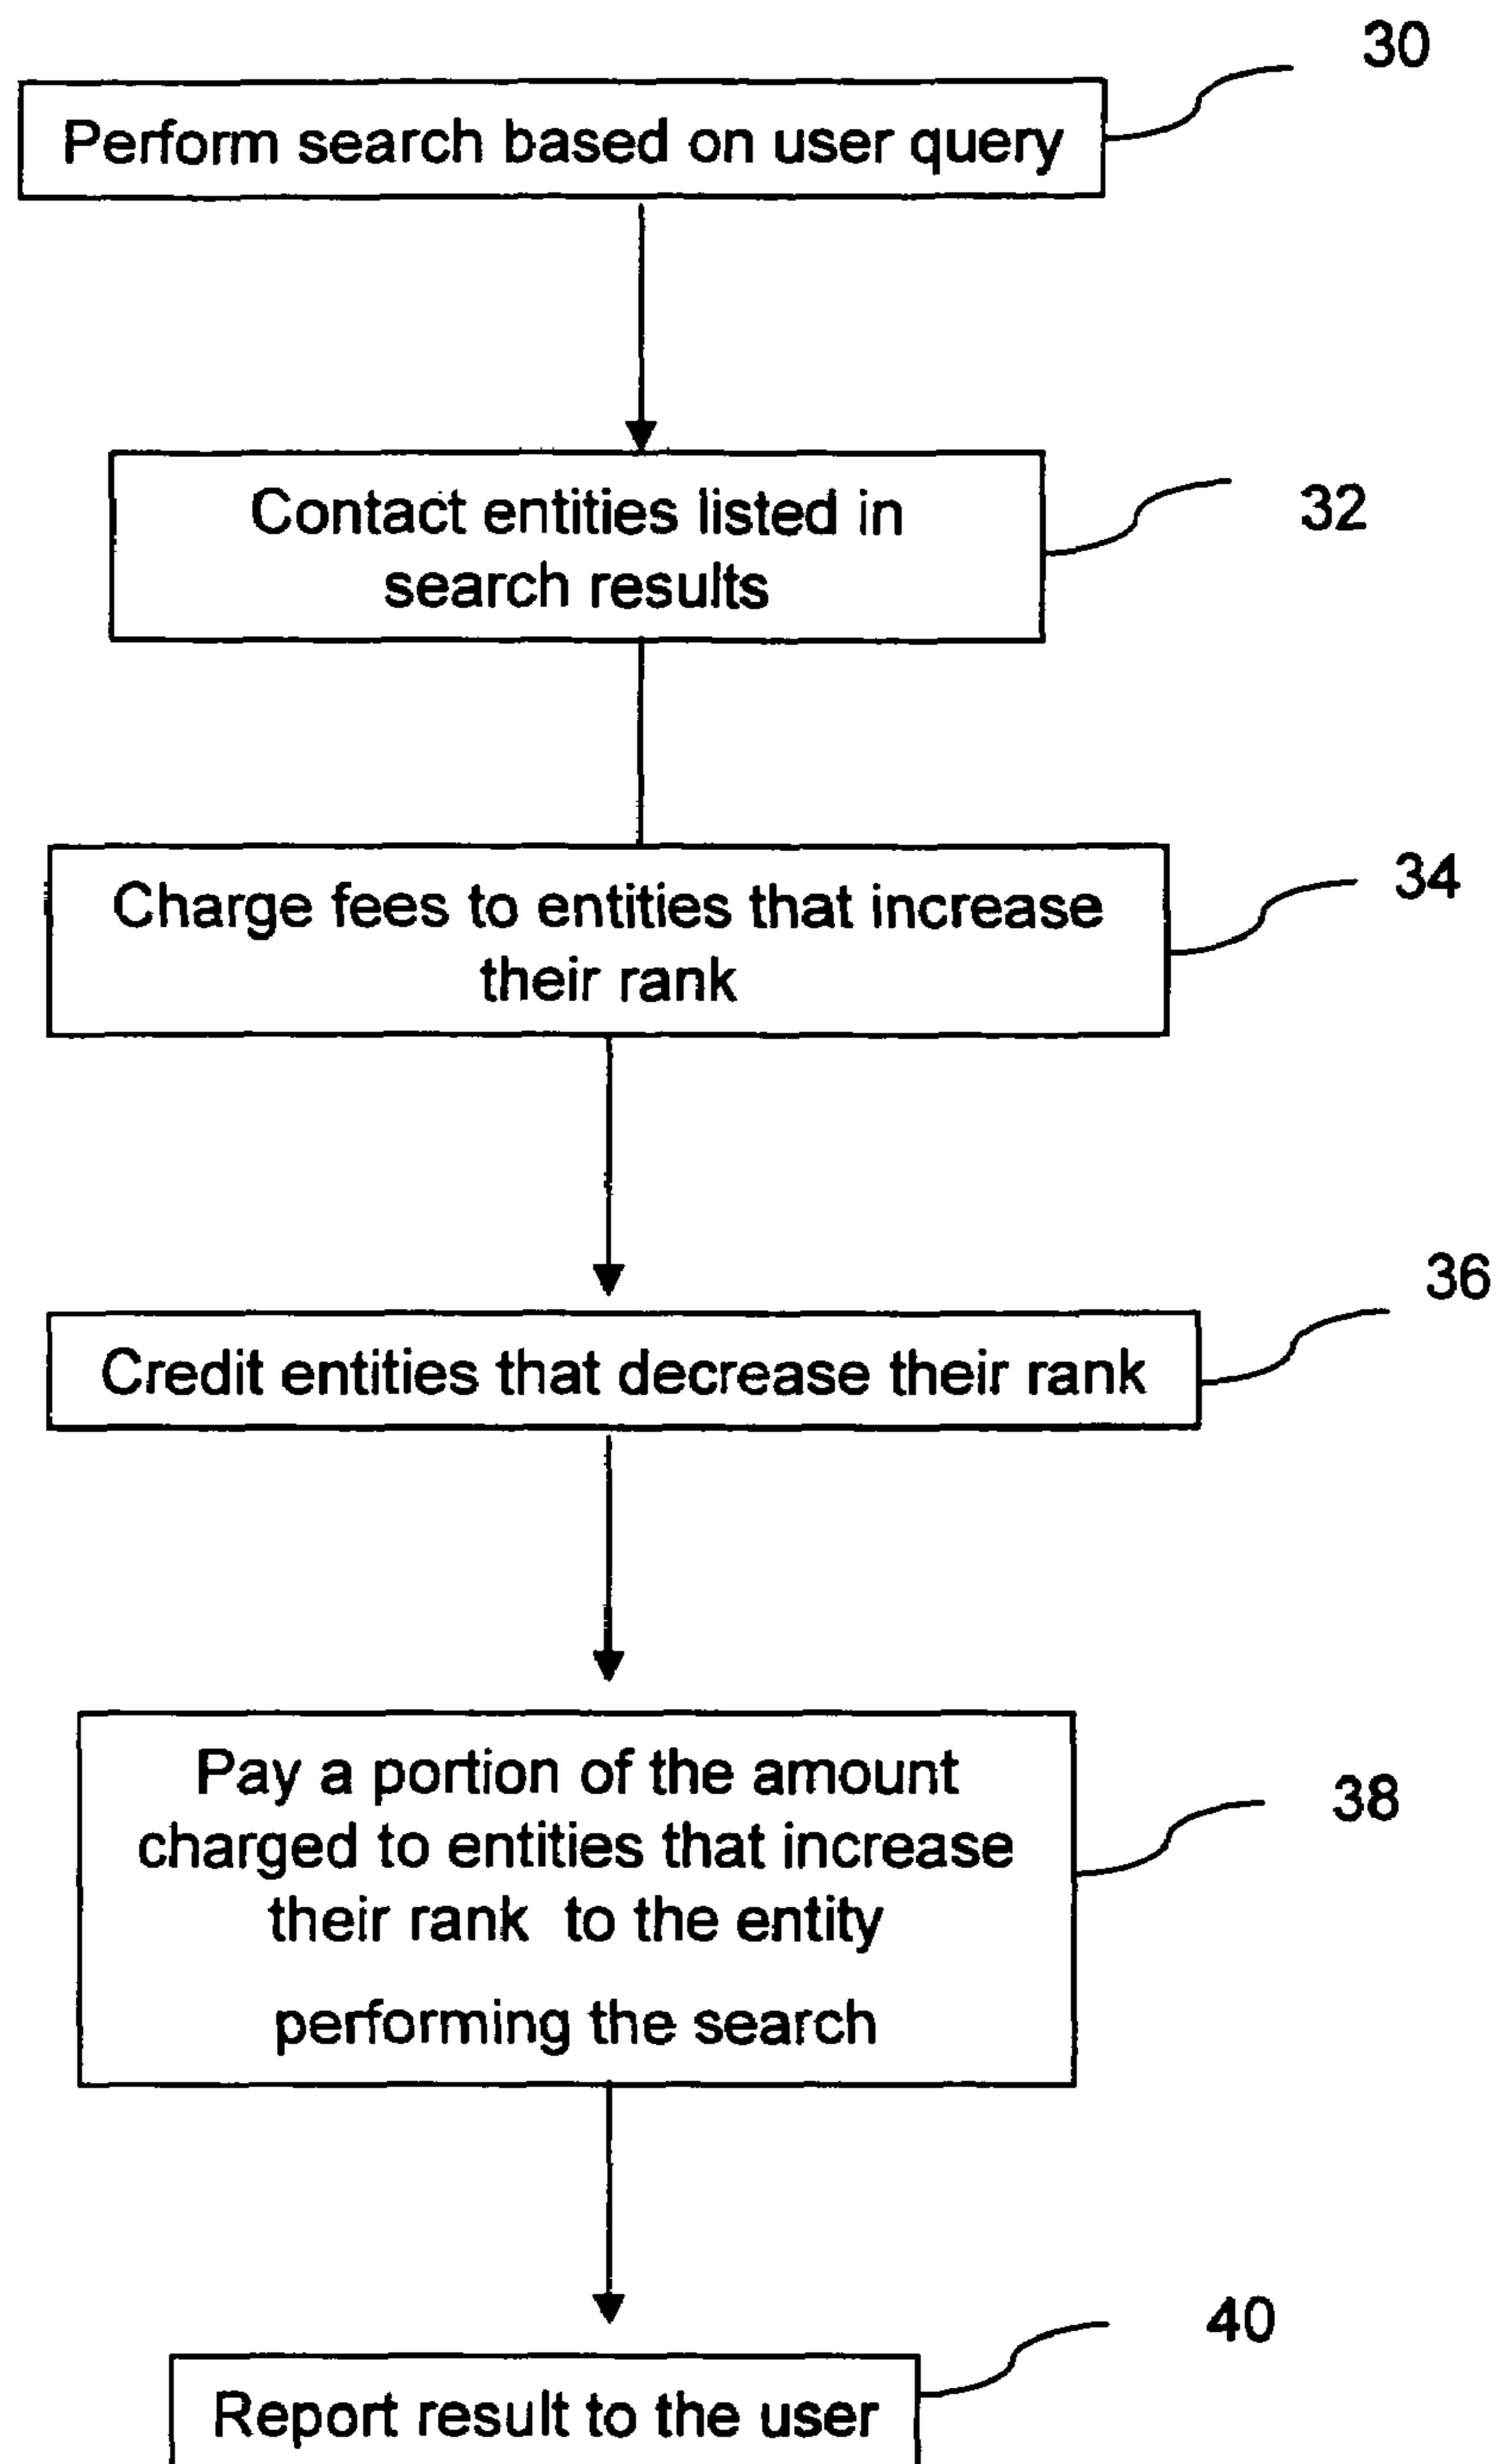 30
Perform search based on user query
32
Contact entities listed in
search results
34
Charge fees to entities that increase
their rank
36
Credit entities that decrease their rank
38
Pay a portion of the amount
charged to entities that increase
their rank to the entity
performing the search
40
Report result to the user